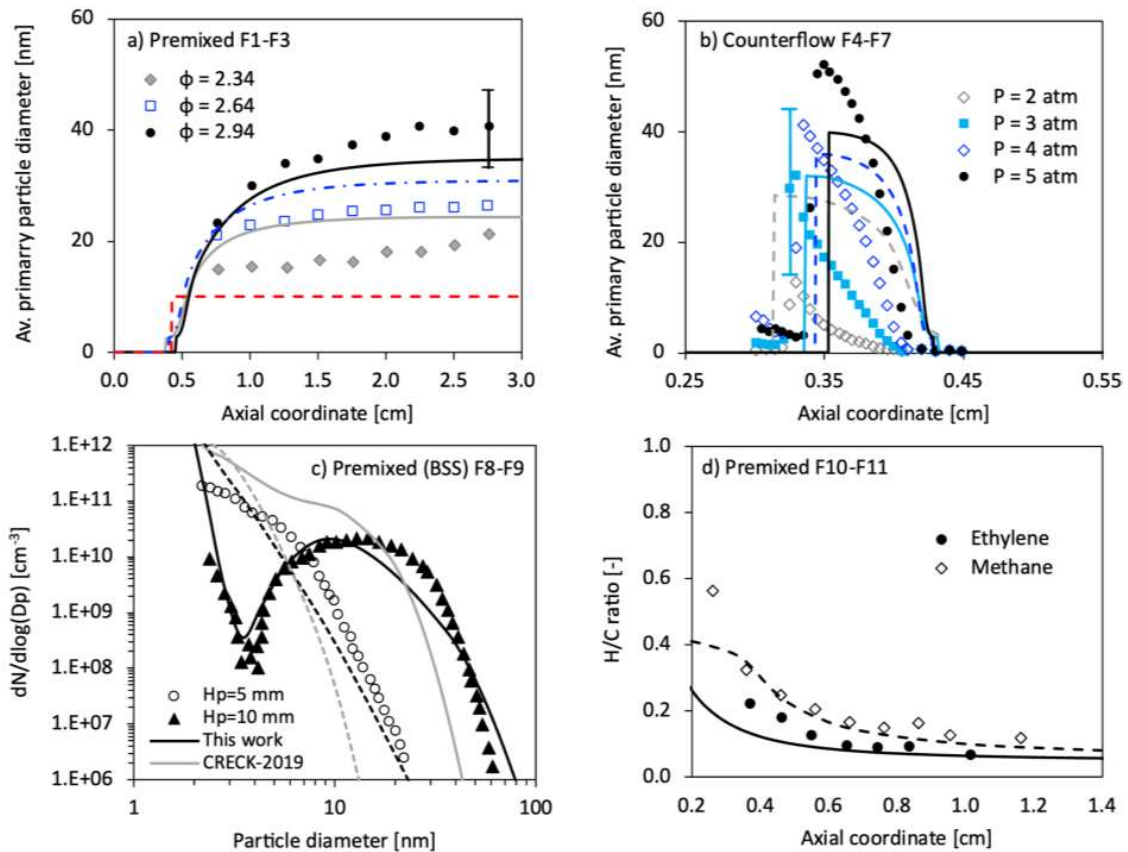 a) Premixed F1-F3
ϕ = 2.34
ϕ = 2.64
ϕ = 2.94
Av. primarry particle diameter [nm]
60
40
20
0
0.0 0.5 1.0 1.5 2.0 2.5 3.0
Axial coordinate [cm]
b) Counterflow F4-F7
P = 2 atm
P = 3 atm
P = 4 atm
P = 5 atm
Av. primary particle diameter [nm]
60
40
20
0
0.25 0.35 0.45 0.55
Axial coordinate [cm]
c) Premixed (BSS) F8-F9
dN/dlog(Dp) [cm⁻³]
1.E+12
1.E+11
1.E+10
1.E+09
1.E+08
1.E+07
1.E+06
Hp=5 mm
Hp=10 mm
This work
CRECK-2019
1 10 100
Particle diameter [nm]
d) Premixed F10-F11
Ethylene
Methane
H/C ratio [-]
1.0
0.8
0.6
0.4
0.2
0.0
0.2 0.4 0.6 0.8 1.0 1.2 1.4
Axial coordinate [cm]